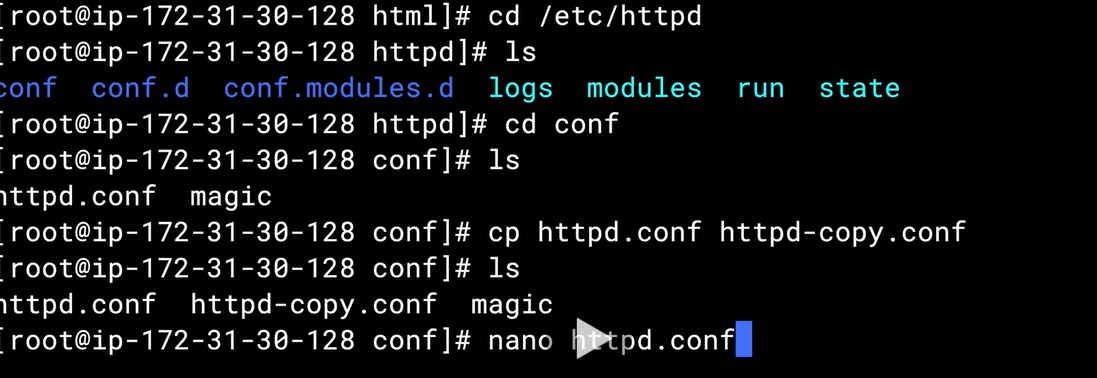 [root@ip-172-31-30-128 html]# cd /etc/httpd
[root@ip-172-31-30-128 httpd]# ls
conf conf.d conf.modules.d logs modules run state
[root@ip-172-31-30-128 httpd]# cd conf
[root@ip-172-31-30-128 conf]# ls
httpd.conf magic
[root@ip-172-31-30-128 conf]# cp httpd.conf httpd-copy.conf
[root@ip-172-31-30-128 conf]# ls
httpd.conf httpd-copy.conf magic
[root@ip-172-31-30-128 conf]# nano httpd.conf